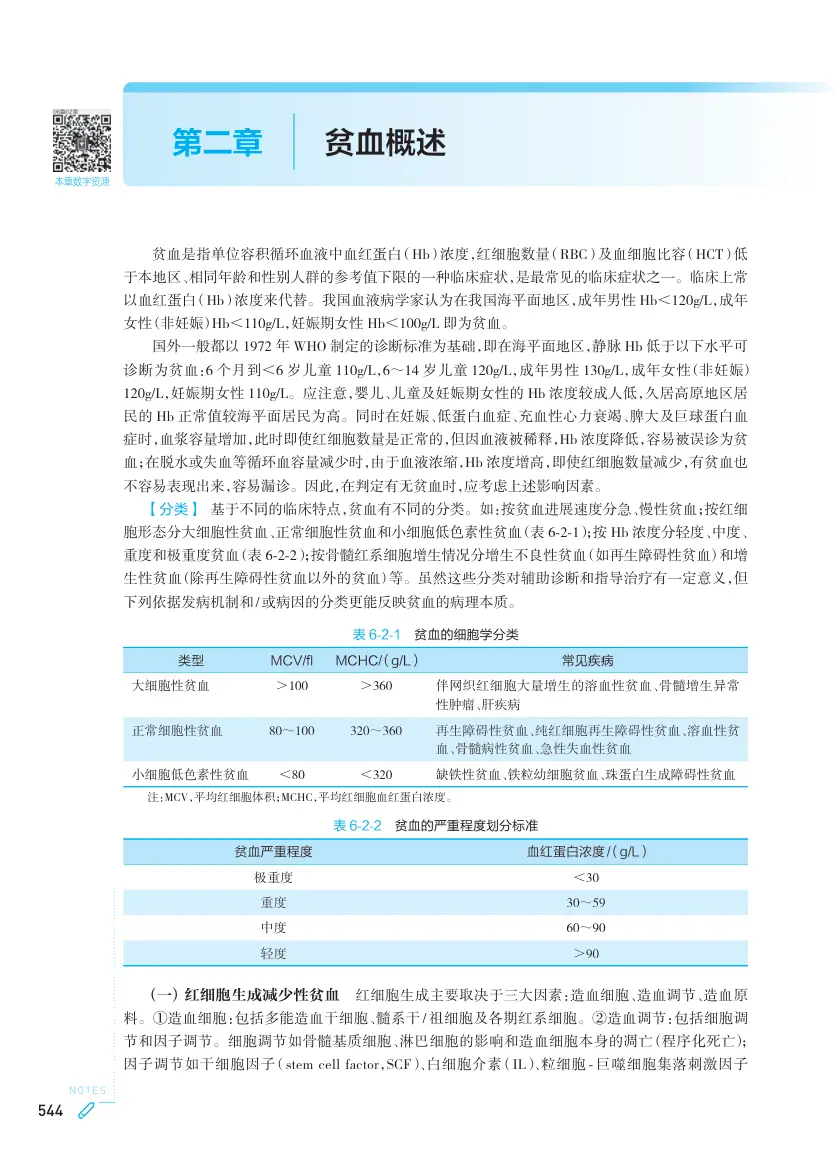 06篇02章
本章数字资源
第二章 贫血概述
贫血是指单位容积循环血液中血红蛋白(Hb)浓度,红细胞数量(RBC)及血细胞比容(HCT)低
于本地区、相同年龄和性别人群的参考值下限的一种临床症状,是最常见的临床症状之一。临床上常
以血红蛋白(Hb)浓度来代替。我国血液病学家认为在我国海平面地区,成年男性 Hb<120g/L,成年
女性(非妊娠)Hb<110g/L,妊娠期女性 Hb<100g/L 即为贫血。
国外一般都以 1972 年 WHO 制定的诊断标准为基础,即在海平面地区,静脉 Hb 低于以下水平可
诊断为贫血:6 个月到<6 岁儿童 110g/L,6～14 岁儿童 120g/L,成年男性 130g/L,成年女性(非妊娠)
120g/L,妊娠期女性 110g/L。应注意,婴儿、儿童及妊娠期女性的 Hb 浓度较成人低,久居高原地区居
民的 Hb 正常值较海平面居民为高。同时在妊娠、低蛋白血症、充血性心力衰竭、脾大及巨球蛋白血
症时,血浆容量增加,此时即使红细胞数量是正常的,但因血液被稀释,Hb 浓度降低,容易被误诊为贫
血;在脱水或失血等循环血容量减少时,由于血液浓缩,Hb 浓度增高,即使红细胞数量减少,有贫血也
不容易表现出来,容易漏诊。因此,在判定有无贫血时,应考虑上述影响因素。
【分类】 基于不同的临床特点,贫血有不同的分类。如:按贫血进展速度分急、慢性贫血;按红细
胞形态分大细胞性贫血、正常细胞性贫血和小细胞低色素性贫血(表 6-2-1);按 Hb 浓度分轻度、中度、
重度和极重度贫血(表 6-2-2);按骨髓红系细胞增生情况分增生不良性贫血(如再生障碍性贫血)和增
生性贫血(除再生障碍性贫血以外的贫血)等。虽然这些分类对辅助诊断和指导治疗有一定意义,但
下列依据发病机制和/或病因的分类更能反映贫血的病理本质。
表 6-2-1 贫血的细胞学分类
类型 MCV/fl MCHC/(g/L) 常见疾病
大细胞性贫血 >100 >360 伴网织红细胞大量增生的溶血性贫血、骨髓增生异常
性肿瘤、肝疾病
正常细胞性贫血 80～100 320～360 再生障碍性贫血、纯红细胞再生障碍性贫血、溶血性贫
血、骨髓病性贫血、急性失血性贫血
小细胞低色素性贫血 <80 <320 缺铁性贫血、铁粒幼细胞贫血、珠蛋白生成障碍性贫血
注:MCV,平均红细胞体积;MCHC,平均红细胞血红蛋白浓度。
表 6-2-2 贫血的严重程度划分标准
贫血严重程度 血红蛋白浓度/(g/L)
极重度 <30
重度 30～59
中度 60～90
轻度 >90
(一) 红细胞生成减少性贫血 红细胞生成主要取决于三大因素:造血细胞、造血调节、造血原
料。①造血细胞:包括多能造血干细胞、髓系干/祖细胞及各期红系细胞。②造血调节:包括细胞调
节和因子调节。细胞调节如骨髓基质细胞、淋巴细胞的影响和造血细胞本身的凋亡(程序化死亡);
因子调节如干细胞因子(stem cell factor,SCF)、白细胞介素(IL)、粒细胞-巨噬细胞集落刺激因子
NOTES
544